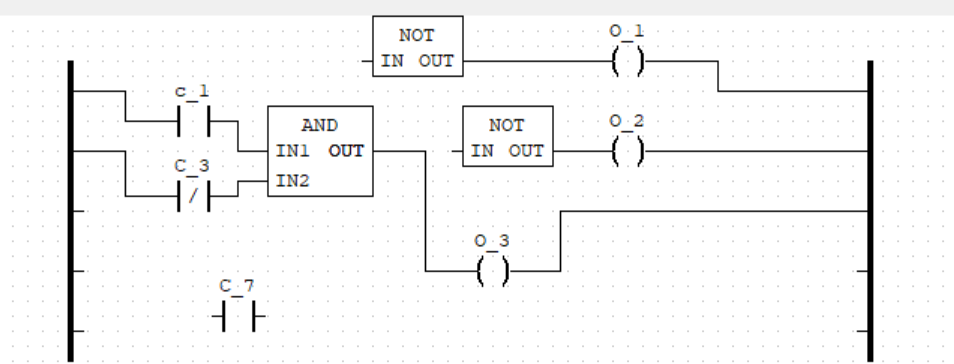 NOT
IN OUT
O_1
c_1
AND
IN1 OUT
IN2
C_3
/
NOT
IN OUT
O_2
O_3
C_7